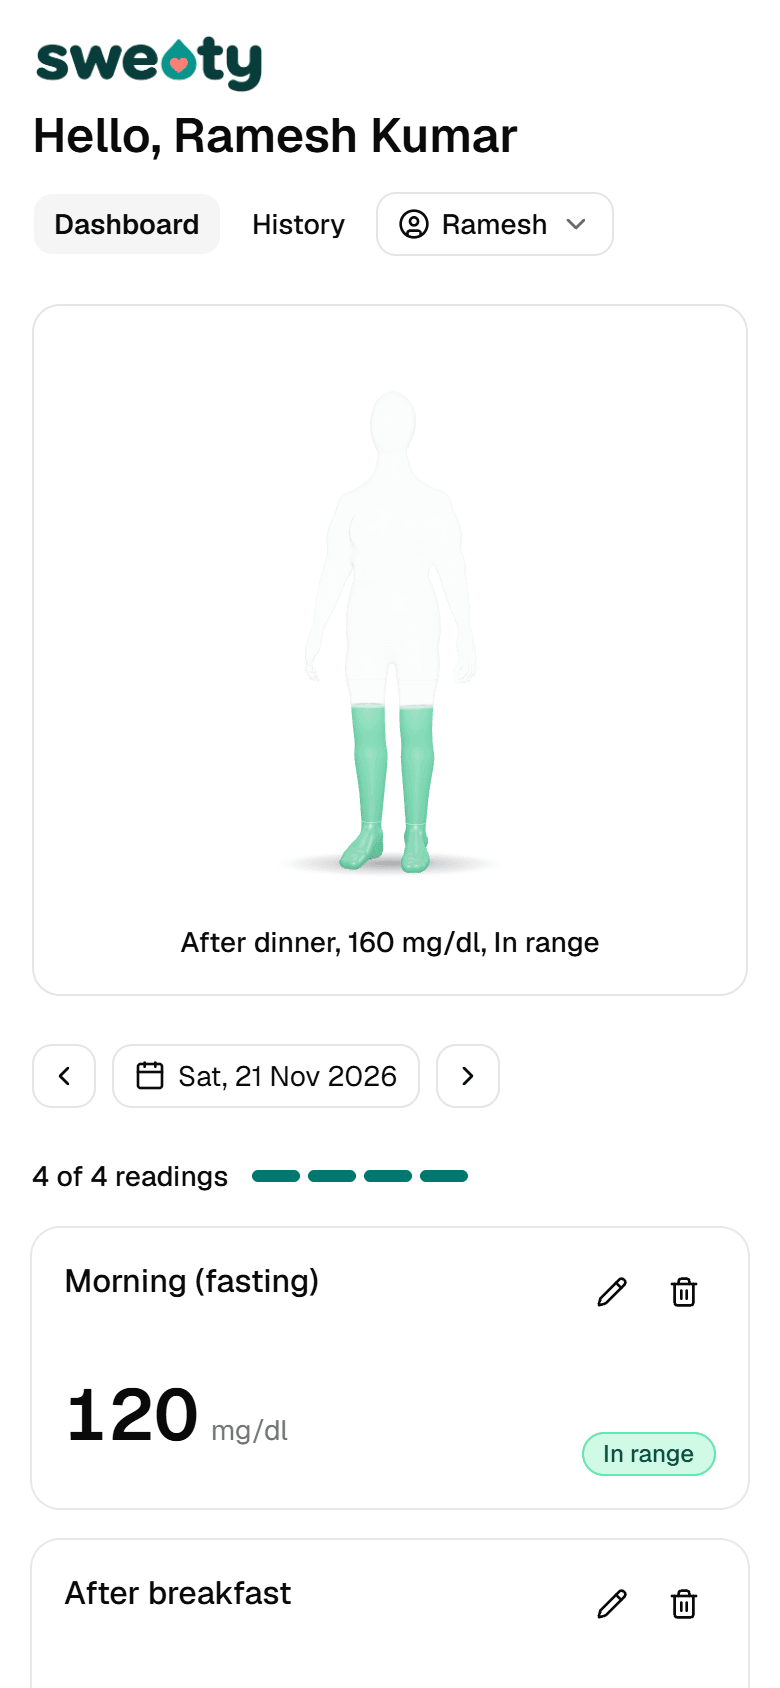 sweety
Hello, Ramesh Kumar
Dashboard History Ramesh
After dinner, 160 mg/dl, In range
Sat, 21 Nov 2026
4 of 4 readings
Morning (fasting)
120 mg/dl
In range
After breakfast